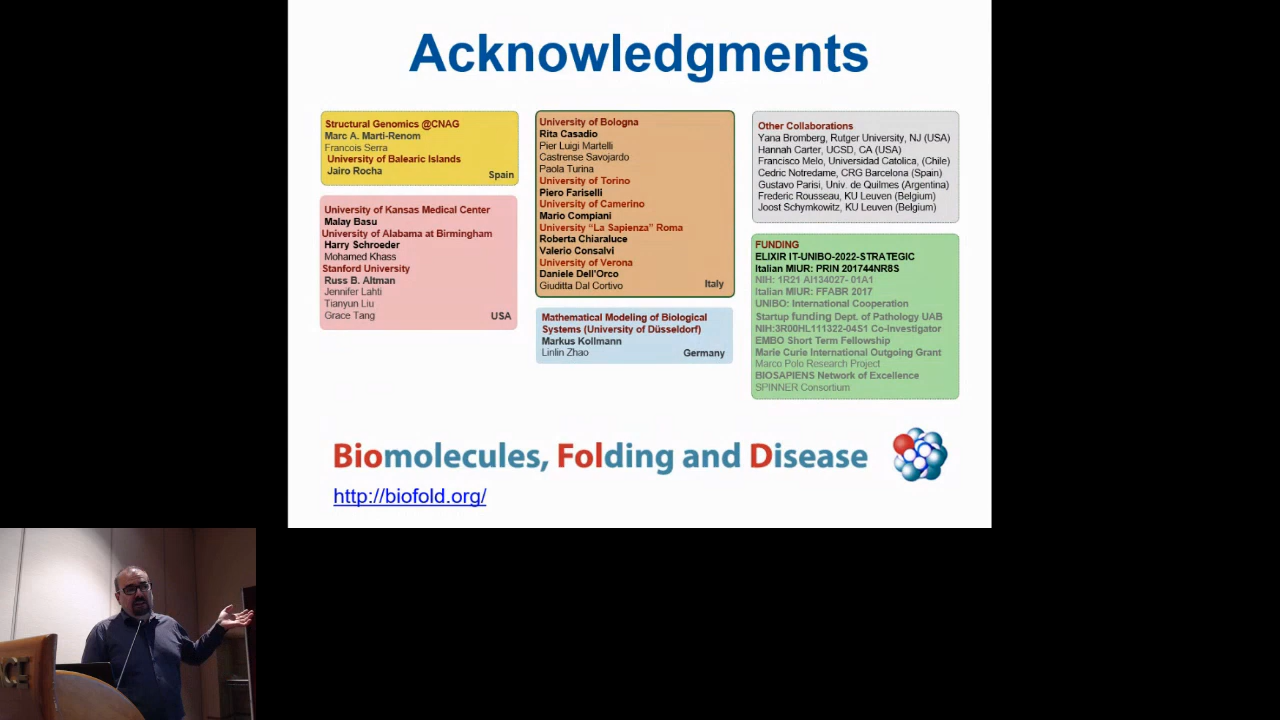 Acknowledgments
Structural Genomics @CNAG
Marc A. Marti-Renom
Francois Serra
University of Balearic Islands
Jairo Rocha
Spain
University of Kansas Medical Center
Malay Basu
University of Alabama at Birmingham
Harry Schroeder
Mohamed Khass
Stanford University
Russ B. Altman
Jennifer Lahti
Tianyun Liu
Grace Tang
USA
University of Bologna
Rita Casadio
Pier Luigi Martelli
Castrense Savojardo
Paola Turina
University of Torino
Piero Fariselli
University of Camerino
Mario Compiani
University “La Sapienza” Roma
Roberta Chiaraluce
Valerio Consalvi
University of Verona
Daniele Dell'Orco
Giuditta Dal Cortivo
Italy
Mathematical Modeling of Biological
Systems (University of Düsseldorf)
Markus Kollmann
Linlin Zhao
Germany
Other Collaborations
Yana Bromberg, Rutger University, NJ (USA)
Hannah Carter, UCSD, CA (USA)
Francisco Melo, Universidad Catolica, (Chile)
Cedric Notredame, CRG Barcelona (Spain)
Gustavo Parisi, Univ. de Quilmes (Argentina)
Frederic Rousseau, KU Leuven (Belgium)
Joost Schymkowitz, KU Leuven (Belgium)
FUNDING
ELIXIR IT-UNIBO-2022-STRATEGIC
Italian MIUR: PRIN 201744NR8S
NIH: 1R21 AI134027- 01A1
Italian MIUR: FFABR 2017
UNIBO: International Cooperation
Startup funding Dept. of Pathology UAB
NIH:3R00HL111322-04S1 Co-Investigator
EMBO Short Term Fellowship
Marie Curie International Outgoing Grant
Marco Polo Research Project
BIOSAPIENS Network of Excellence
SPINNER Consortium
Biomolecules, Folding and Disease
http://biofold.org/